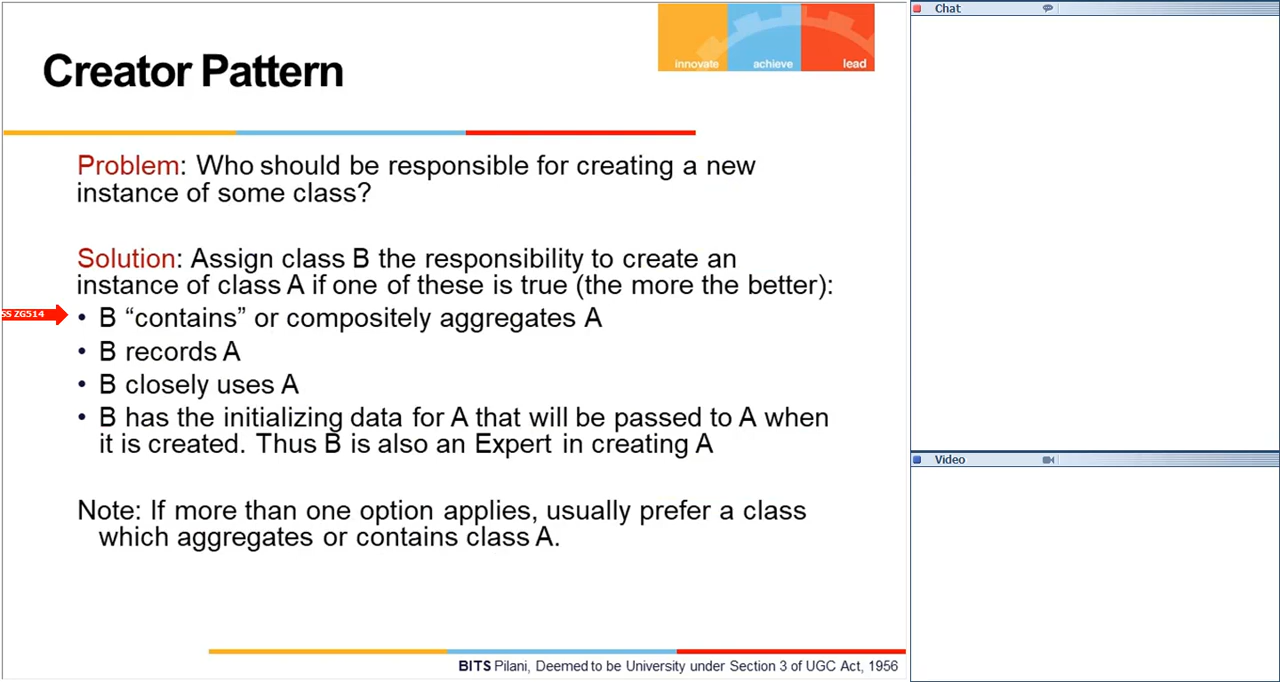 Chat
innovate achieve lead
Creator Pattern
Problem: Who should be responsible for creating a new
instance of some class?
Solution: Assign class B the responsibility to create an
instance of class A if one of these is true (the more the better):
SS ZG514
• B “contains” or compositely aggregates A
• B records A
• B closely uses A
• B has the initializing data for A that will be passed to A when
it is created. Thus B is also an Expert in creating A
Video
Note: If more than one option applies, usually prefer a class
which aggregates or contains class A.
BITS Pilani, Deemed to be University under Section 3 of UGC Act, 1956